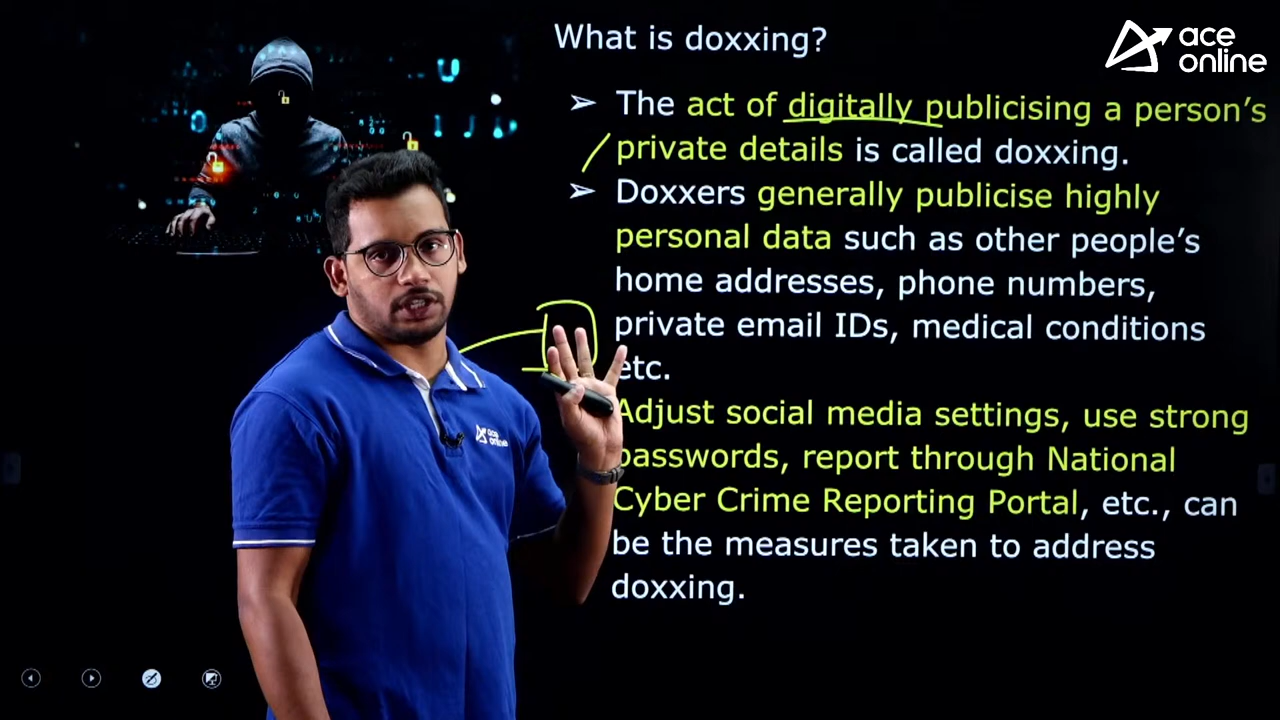 What is doxxing?
ace
online
➢ The act of digitally publicising a person's
private details is called doxxing.
➢ Doxxers generally publicise highly
personal data such as other people's
home addresses, phone numbers,
private email IDs, medical conditions
etc.
Adjust social media settings, use strong
passwords, report through National
Cyber Crime Reporting Portal, etc., can
be the measures taken to address
doxxing.
ace
online